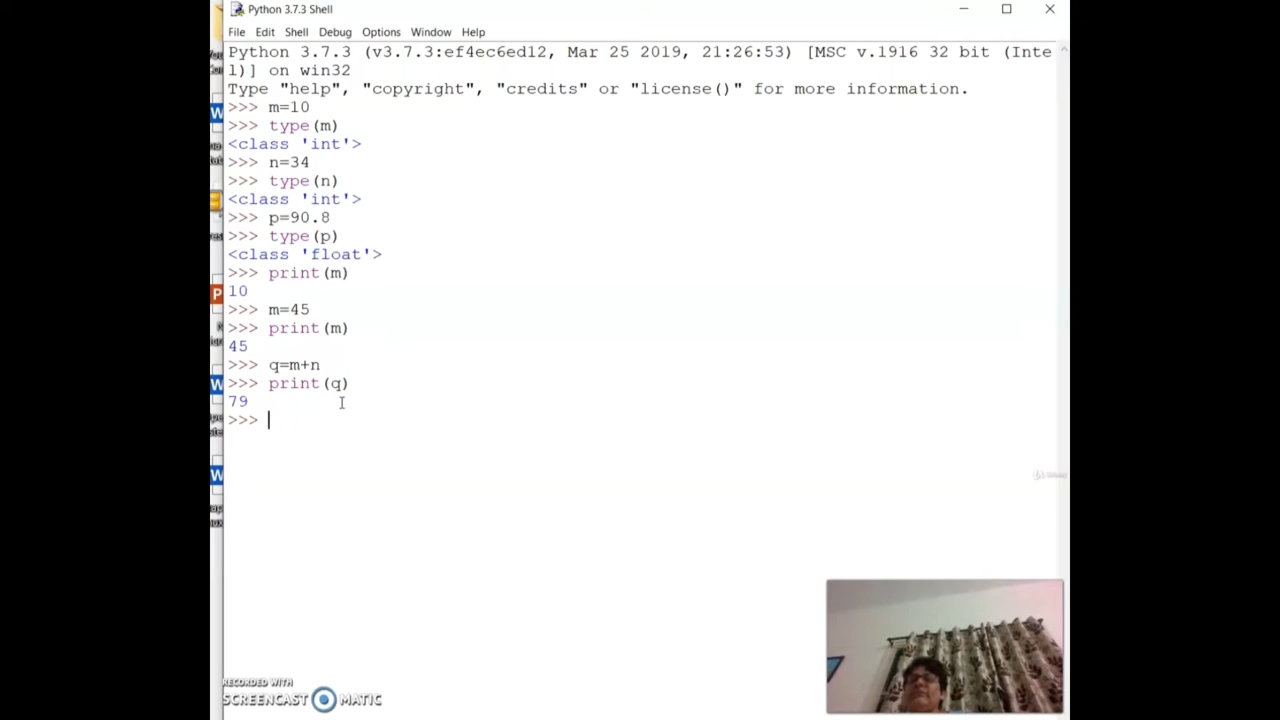 Python 3.7.3 Shell
File Edit Shell Debug Options Window Help
Python 3.7.3 (v3.7.3:ef4ec6ed12, Mar 25 2019, 21:26:53) [MSC v.1916 32 bit (Inte
l)] on win32
Type "help", "copyright", "credits" or "license()" for more information.
>>> m=10
>>> type(m)
<class 'int'>
>>> n=34
>>> type(n)
<class 'int'>
>>> p=90.8
>>> type(p)
<class 'float'>
>>> print(m)
10
>>> m=45
>>> print(m)
45
>>> q=m+n
>>> print(q)
79
>>>
RECORDED WITH
SCREENCAST MATIC